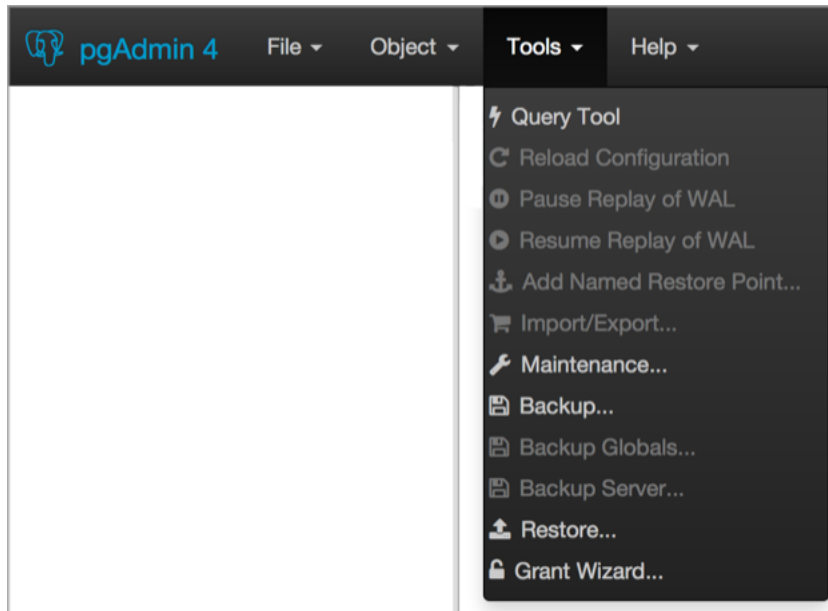 pgAdmin 4 File Object Tools Help
Query Tool
Reload Configuration
Pause Replay of WAL
Resume Replay of WAL
Add Named Restore Point...
Import/Export...
Maintenance...
Backup...
Backup Globals...
Backup Server...
Restore...
Grant Wizard...